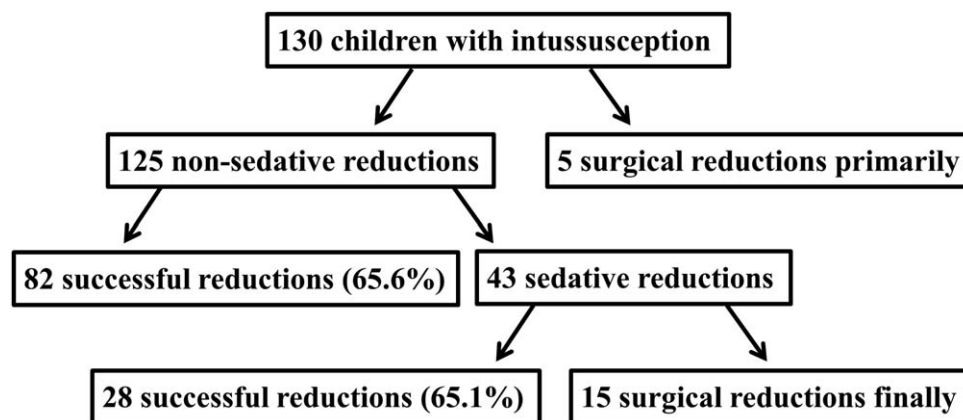 130 children with intussusception
125 non-sedative reductions
5 surgical reductions primarily
82 successful reductions (65.6%)
43 sedative reductions
28 successful reductions (65.1%)
15 surgical reductions finally